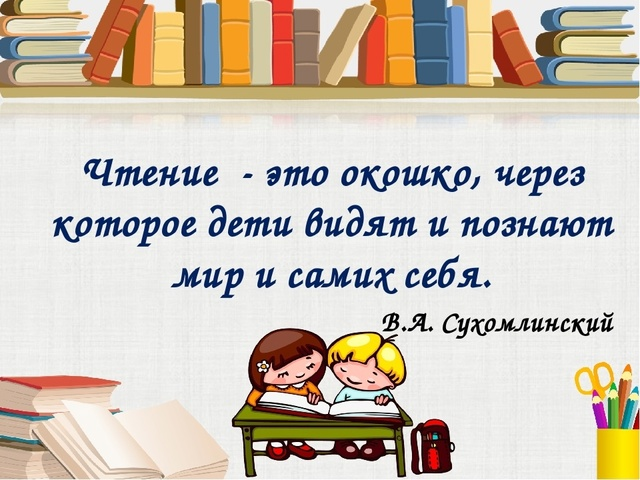 Чтение - это окошко, через
которое дети видят и познают
мир и самих себя.
В.А. Сухомлинский